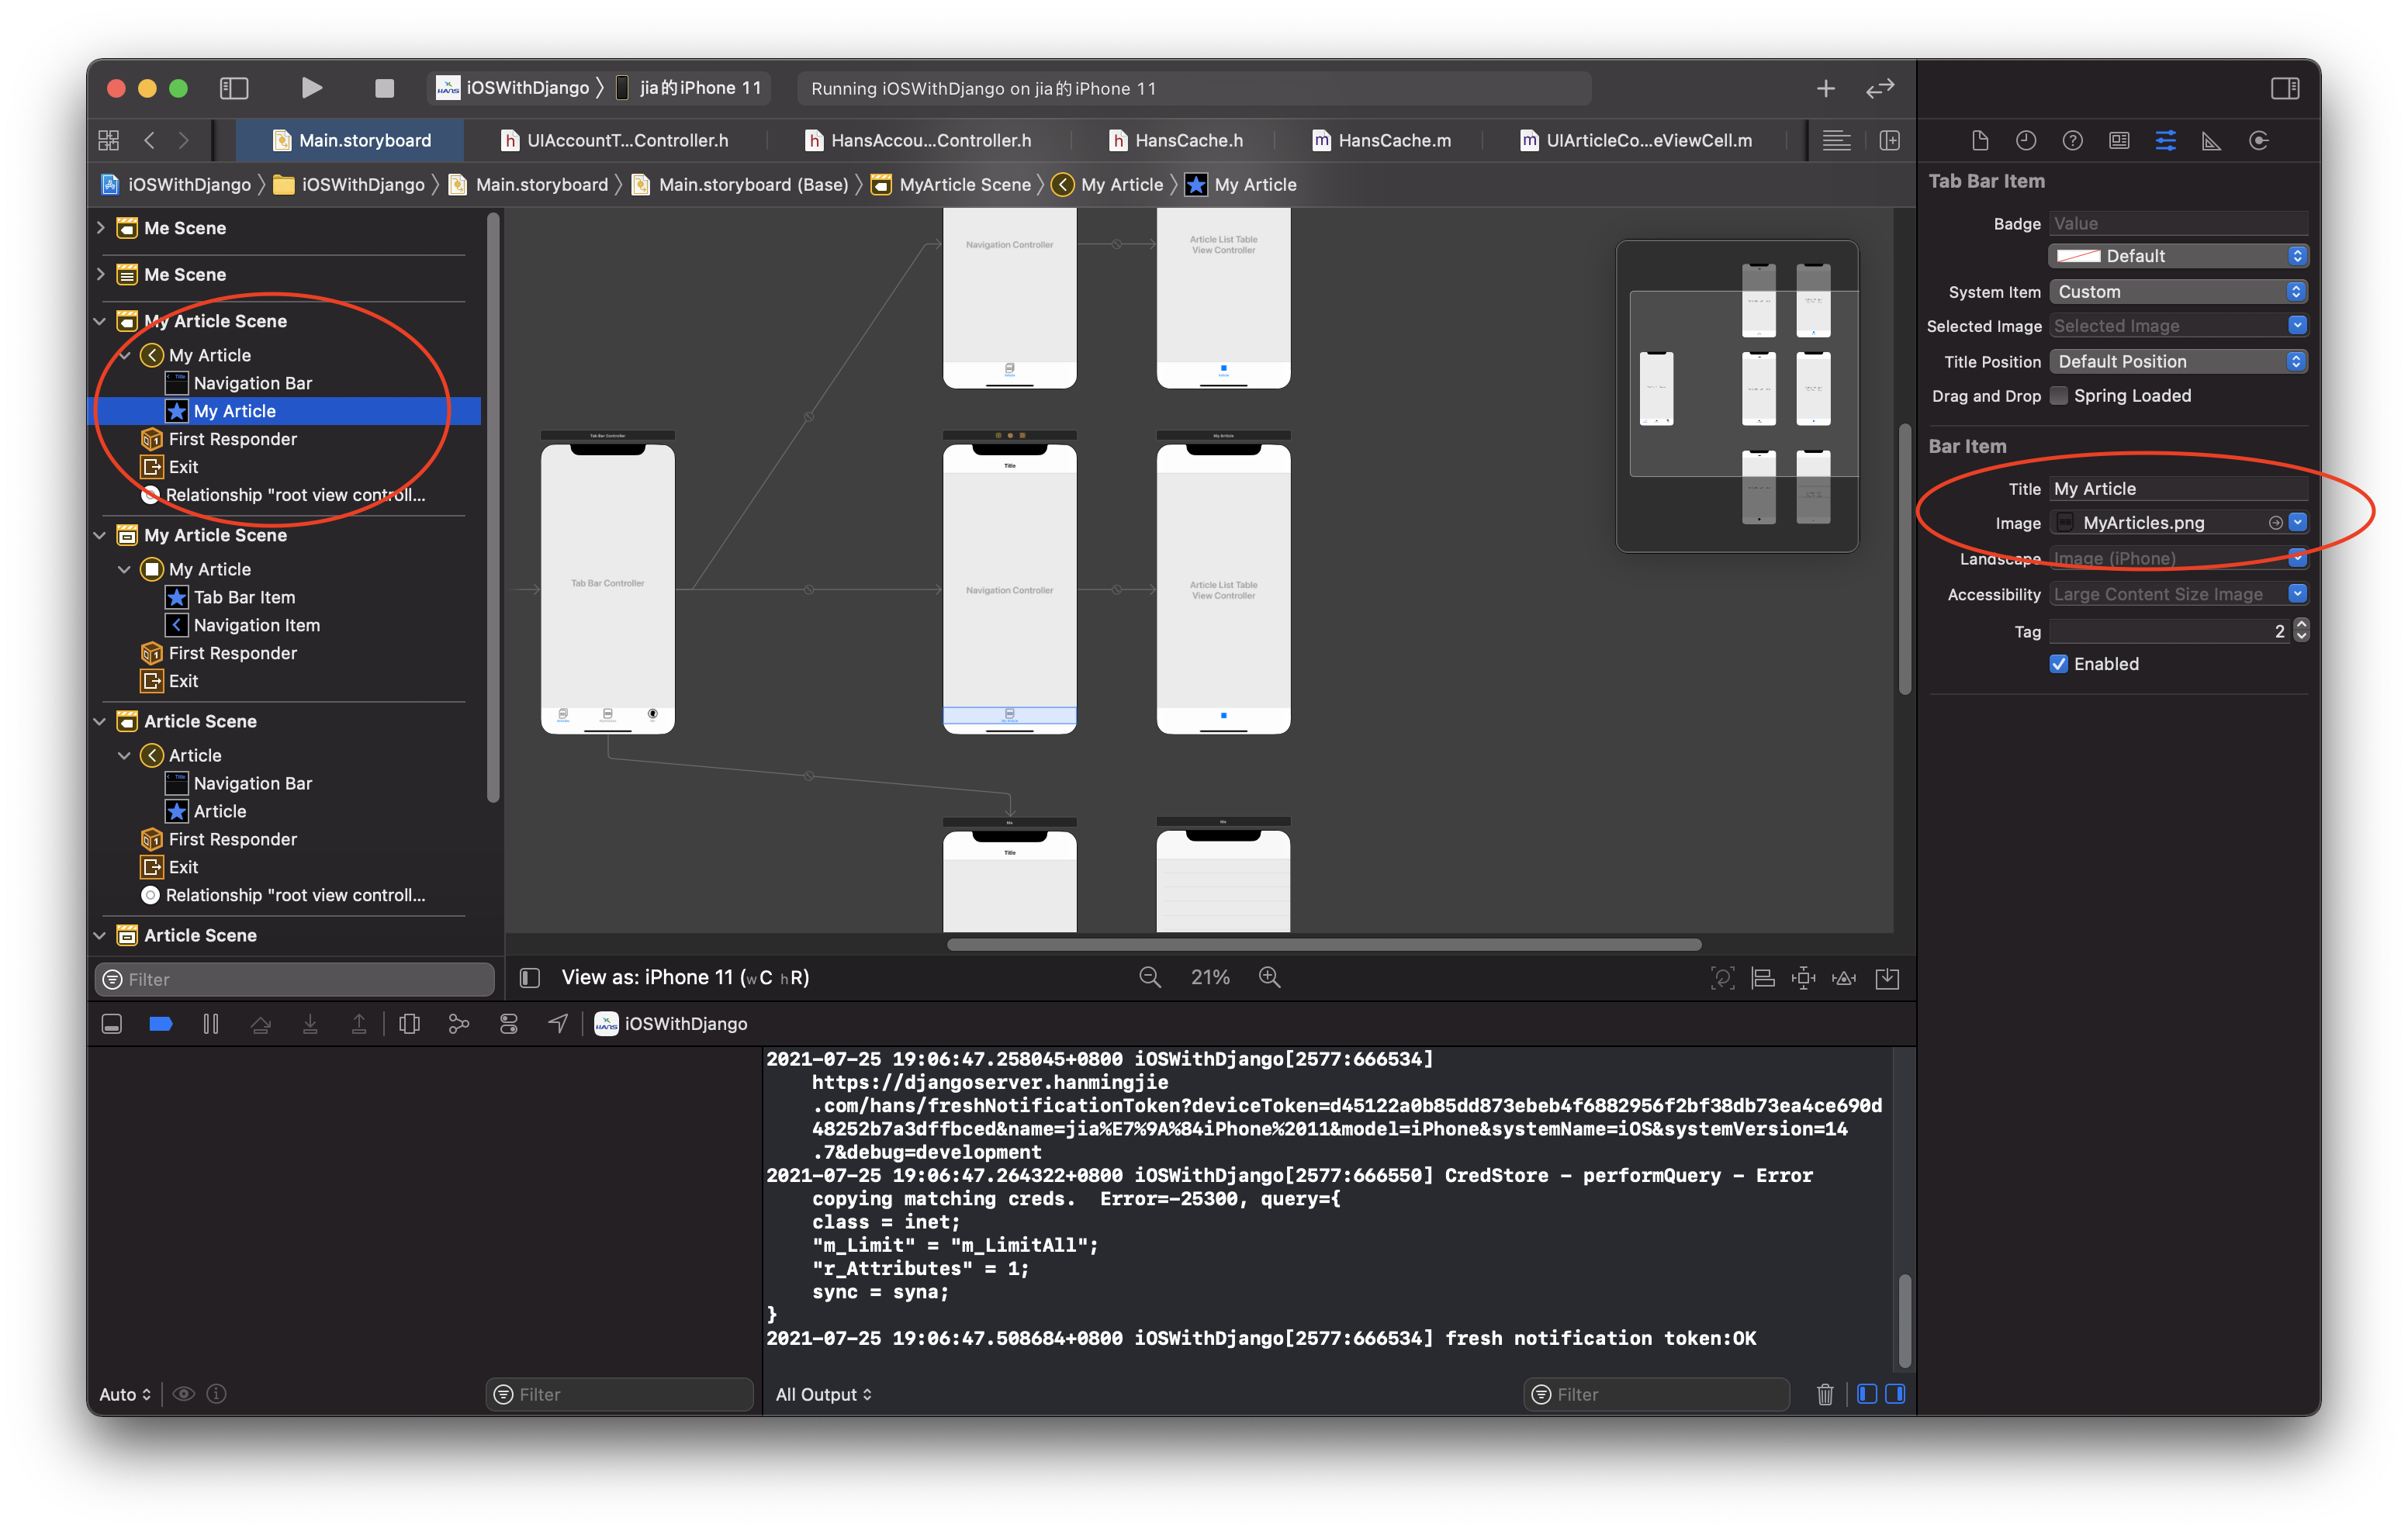 iOSWithDjango 〉 jia的iPhone 11
Running iOSWithDjango on jia的iPhone 11
Main.storyboard
UIAccountT...Controller.h
HansAccou...Controller.h
HansCache.h
HansCache.m
UIArticleCo...eViewCell.m
iOSWithDjango 〉 iOSWithDjango 〉 Main.storyboard 〉 Main.storyboard (Base) 〉 MyArticle Scene 〉 My Article 〉 My Article
Me Scene
Me Scene
My Article Scene
My Article
Navigation Bar
My Article
First Responder
Exit
Relationship "root view controll...
My Article Scene
My Article
Tab Bar Item
Navigation Item
First Responder
Exit
Article Scene
Article
Navigation Bar
Article
First Responder
Exit
Relationship "root view controll...
Article Scene
Filter
Navigation Controller
Article List Table
View Controller
Tab Bar Controller
My Article
Title
Tab Bar Controller
Navigation Controller
Article List Table
View Controller
Me
Me
Title
View as: iPhone 11 (wC hR)
21%
Tab Bar Item
Badge Value
Default
System Item Custom
Selected Image Selected Image
Title Position Default Position
Drag and Drop Spring Loaded
Bar Item
Title My Article
Image MyArticles.png
Landscape Image (iPhone)
Accessibility Large Content Size Image
Tag 2
Enabled
iOSWithDjango
2021-07-25 19:06:47.258045+0800 iOSWithDjango[2577:666534]
https://djangoserver.hanmingjie
.com/hans/freshNotificationToken?deviceToken=d45122a0b85dd873ebeb4f6882956f2bf38db73ea4ce690d
48252b7a3dffbced&name=jia%E7%9A%84iPhone%2011&model=iPhone&systemName=iOS&systemVersion=14
.7&debug=development
2021-07-25 19:06:47.264322+0800 iOSWithDjango[2577:666550] CredStore - performQuery - Error
copying matching creds.  Error=-25300, query={
class = inet;
"m_Limit" = "m_LimitAll";
"r_Attributes" = 1;
sync = syna;
}
2021-07-25 19:06:47.508684+0800 iOSWithDjango[2577:666534] fresh notification token:OK
Auto
Filter
All Output
Filter